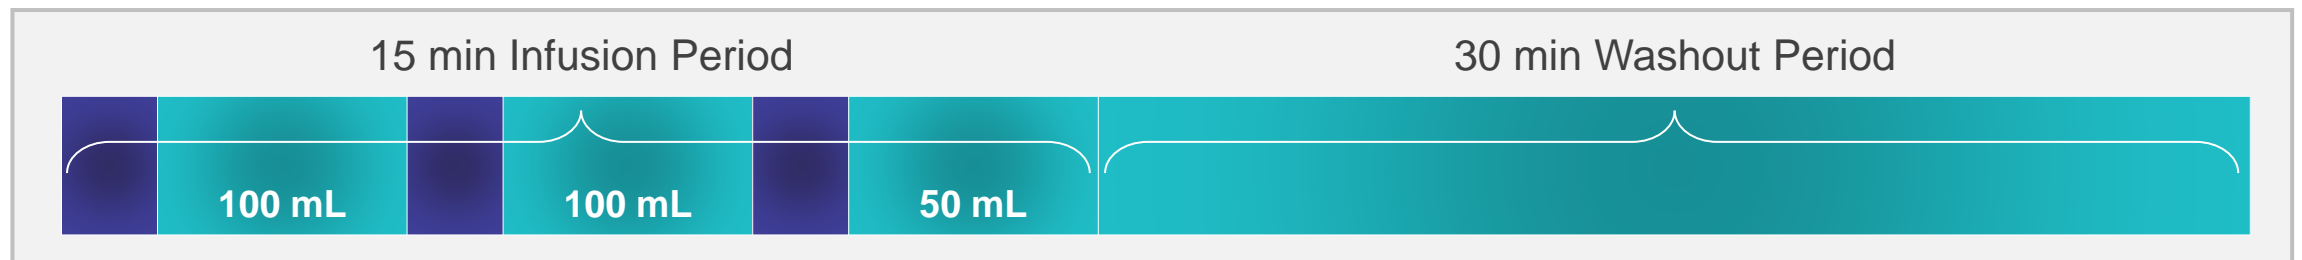 15 min Infusion Period
30 min Washout Period
100 mL
100 mL
50 mL